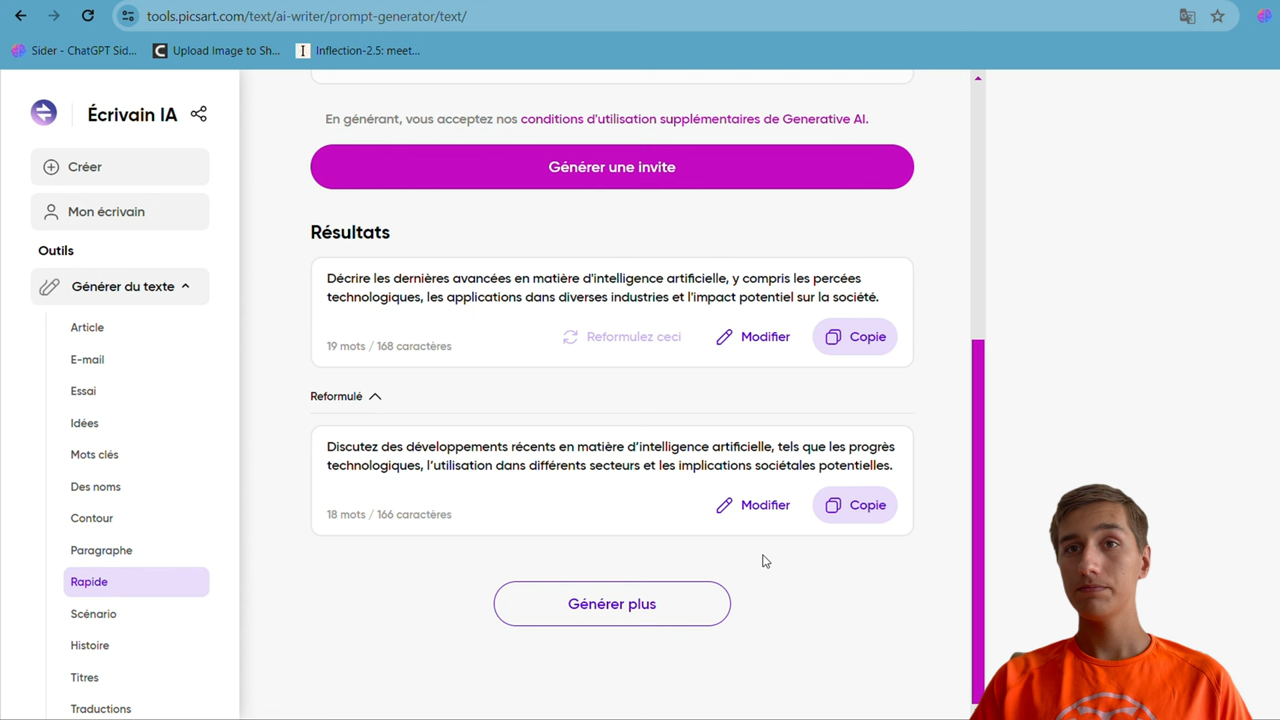 tools.picsart.com/text/ai-writer/prompt-generator/text/
Sider - ChatGPT Sid...
Upload Image to Sh...
Inflection-2.5: meet...
Écrivain IA
Créer
Mon écrivain
Outils
Générer du texte
Article
E-mail
Essai
Idées
Mots clés
Des noms
Contour
Paragraphe
Rapide
Scénario
Histoire
Titres
Traductions
En générant, vous acceptez nos conditions d'utilisation supplémentaires de Generative AI.
Générer une invite
Résultats
Décrire les dernières avancées en matière d'intelligence artificielle, y compris les percées
technologiques, les applications dans diverses industries et l'impact potentiel sur la société.
19 mots / 168 caractères
Reformulez ceci
Modifier
Copie
Reformulé
Discutez des développements récents en matière d’intelligence artificielle, tels que les progrès
technologiques, l’utilisation dans différents secteurs et les implications sociétales potentielles.
18 mots / 166 caractères
Modifier
Copie
Générer plus